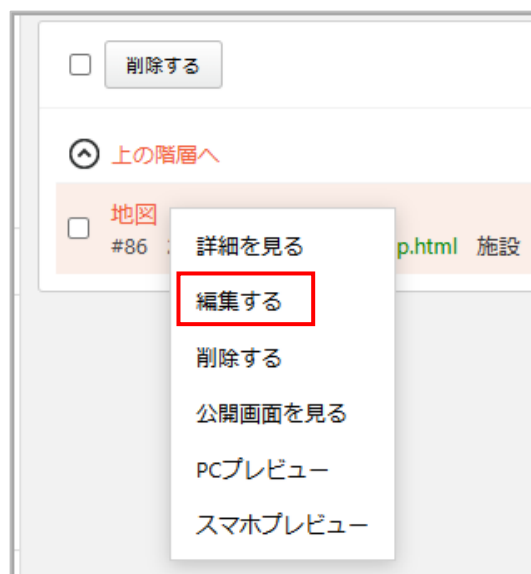 削除する
上の階層へ
地図
#86 p.html 施設
詳細を見る
編集する
削除する
公開画面を見る
PCプレビュー
スマホプレビュー